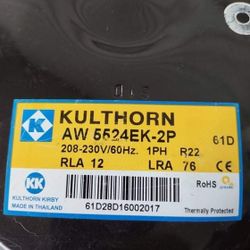 KULTHORN
AW 5524EK-2P
61D
208-230V/60Hz. 1PH R22
RLA 12 LRA 76
CE
KK
RoHS
KULTHORN KIRBY
MADE IN THAILAND
61D28D16002017
Thermally Protected